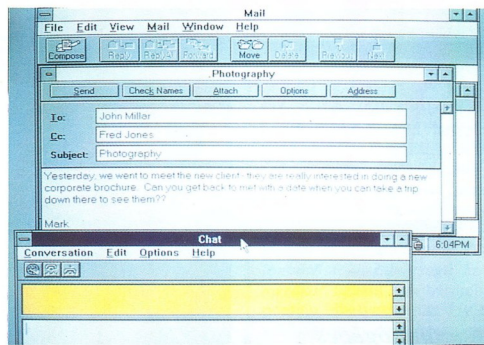 Mail
File Edit View Mail Window Help
Compose Reply Reply All Forward Move Delete Previous Next
Photography
Send Check Names Attach Options Address
To: John Miller
Cc: Fred Jones
Subject: Photography
Yesterday, we went to meet the new client - they are really interested in doing a new
corporate brochure. Can you get back to met with a date when you can take a trip
down there to see them??
Mark
6:04PM
Chat
Conversation Edit Options Help